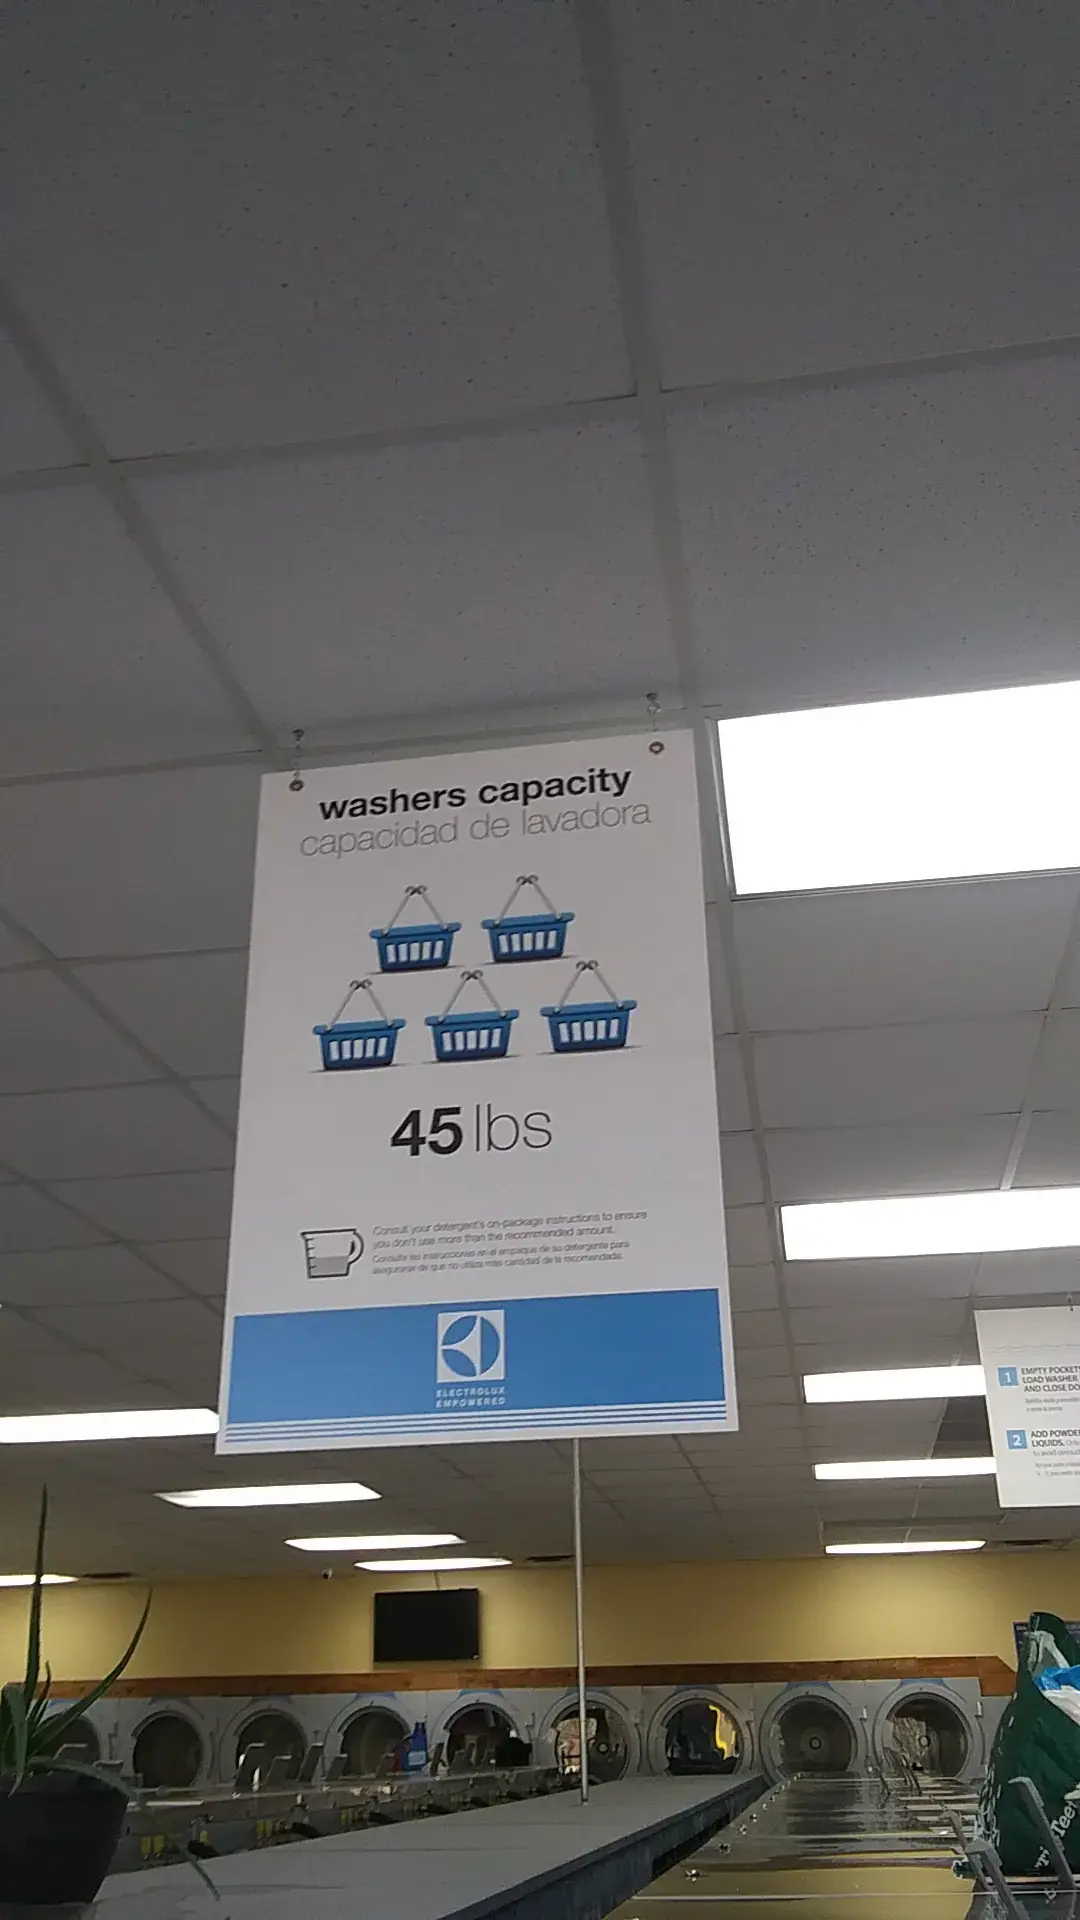 washers capacity
capacidad de lavadora
45 lbs
Consult your detergent's on-package instructions to ensure
you don't use more than the recommended amount.
Consulte las instrucciones en el empaque de su detergente para
asegurarse de que no utiliza más cantidad de la recomendada.
ELECTROLUX
EMPOWERED
1 EMPTY POCKETS
LOAD WASHER
AND CLOSE DO
2 ADD POWDE
LIQUIDS.
Tree